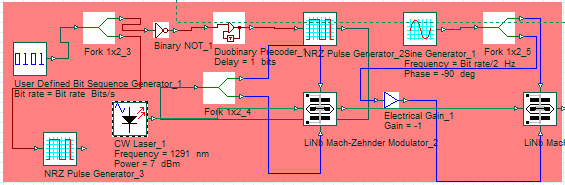 Fork 1x2_3
Binary NOT_1
Duobinary Precoder_1
Delay = 1 bits
NRZ Pulse Generator_2
Sine Generator_1
Frequency = Bit rate/2 Hz
Phase = -90 deg
Fork 1x2_5
0101
User Defined Bit Sequence Generator_1
Bit rate = Bit rate Bits/s
Fork 1x2_4
Electrical Gain_1
Gain = -1
CW Laser_1
Frequency = 1291 nm
Power = 7 dBm
LiNb Mach-Zehnder Modulator_2
LiNb Mach-
NRZ Pulse Generator_3